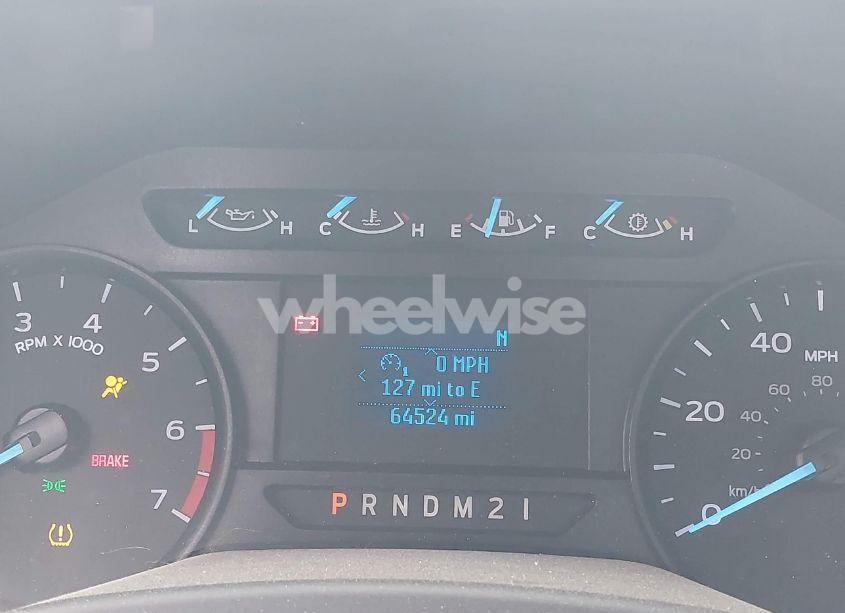 L H C H E F C H
wheelwise
N
1 0 MPH
127 mi to E
64524 mi
3 4 5 6 7
RPM X 1000
BRAKE
P R N D M 2 1
0 20 40
MPH
20 40 60 80
km/h